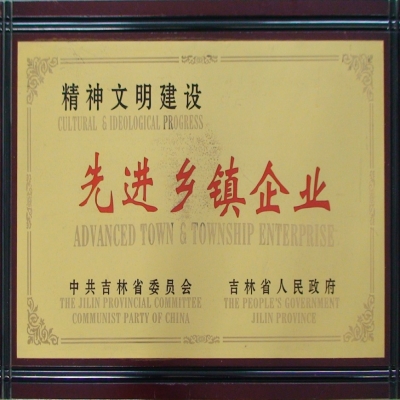 精神文明建设
CULTURAL & IDEOLOGICAL PROGRESS
先进乡镇企业
ADVANCED TOWN & TOWNSHIP ENTERPRISE
中共吉林省委员会 吉林省人民政府
THE JILIN PROVINCIAL COMMITTEE THE PEOPLE'S GOVERNMENT
COMMUNIST PARTY OF CHINA JILIN PROVINCE